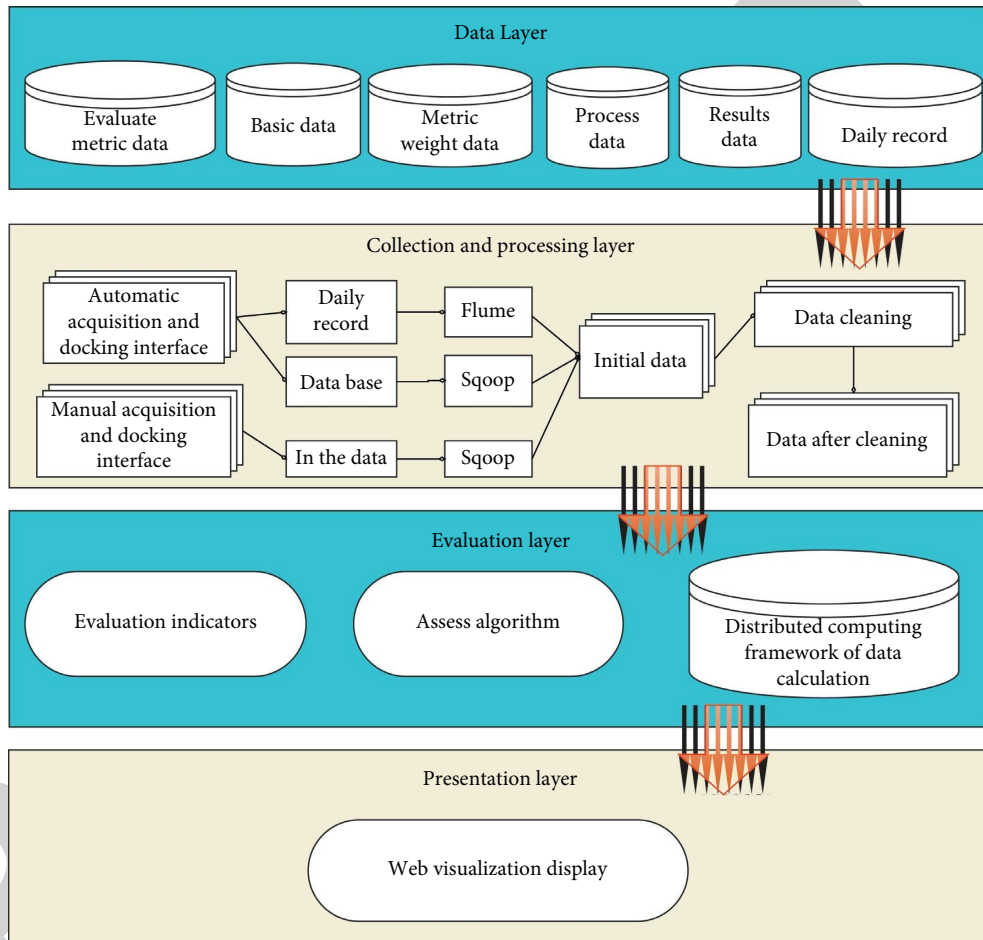 Data Layer
Evaluate
metric data
Basic data
Metric
weight data
Process
data
Results
data
Daily record
Collection and processing layer
Automatic
acquisition and
docking interface
Daily
record
Flume
Data base
Sqoop
Manual acquisition
and docking
interface
In the data
Sqoop
Initial data
Data cleaning
Data after cleaning
Evaluation layer
Evaluation indicators
Assess algorithm
Distributed computing
framework of data
calculation
Presentation layer
Web visualization display